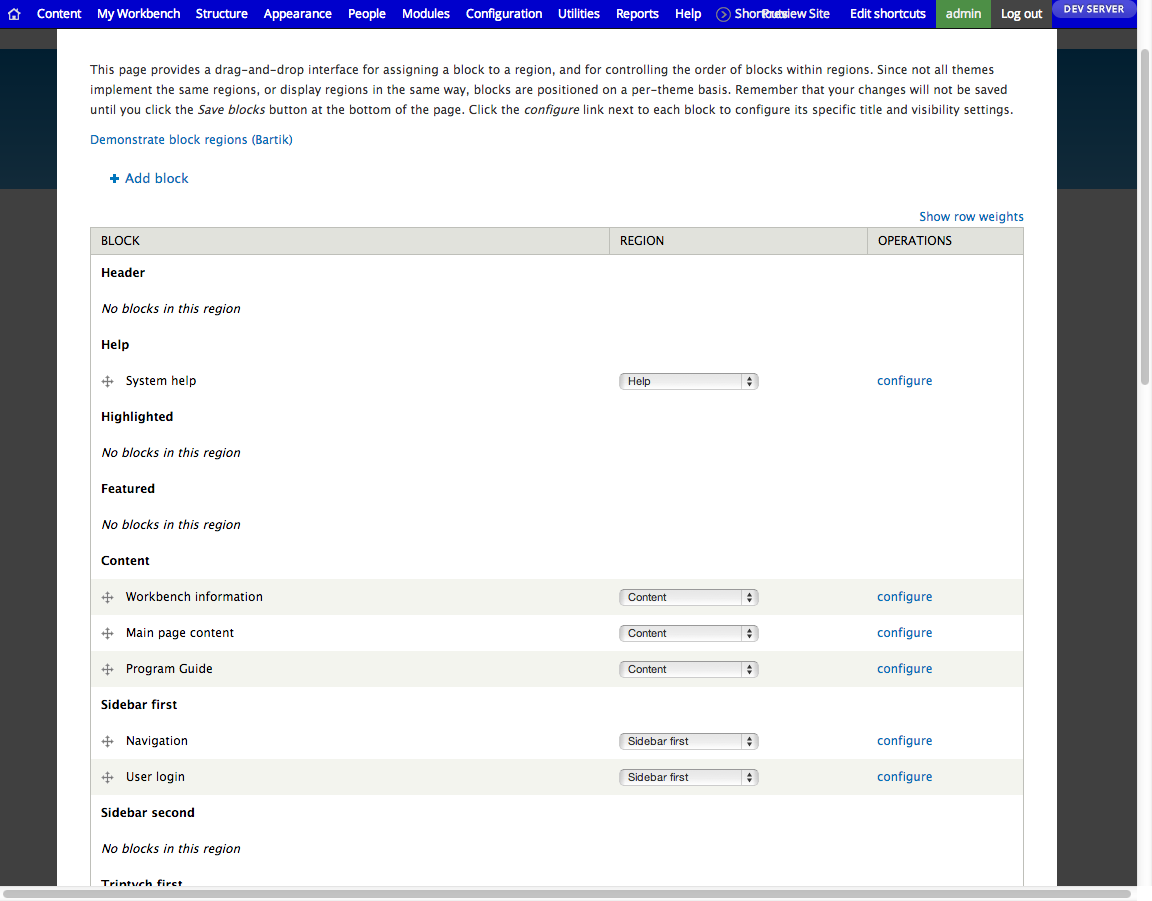 Content My Workbench Structure Appearance People Modules Configuration Utilities Reports Help Shortcuts Preview Site Edit shortcuts admin Log out DEV SERVER
This page provides a drag-and-drop interface for assigning a block to a region, and for controlling the order of blocks within regions. Since not all themes
implement the same regions, or display regions in the same way, blocks are positioned on a per-theme basis. Remember that your changes will not be saved
until you click the Save blocks button at the bottom of the page. Click the configure link next to each block to configure its specific title and visibility settings.
Demonstrate block regions (Bartik)
+ Add block
Show row weights
BLOCK REGION OPERATIONS
Header
No blocks in this region
Help
System help Help configure
Highlighted
No blocks in this region
Featured
No blocks in this region
Content
Workbench information Content configure
Main page content Content configure
Program Guide Content configure
Sidebar first
Navigation Sidebar first configure
User login Sidebar first configure
Sidebar second
No blocks in this region
Triptych first